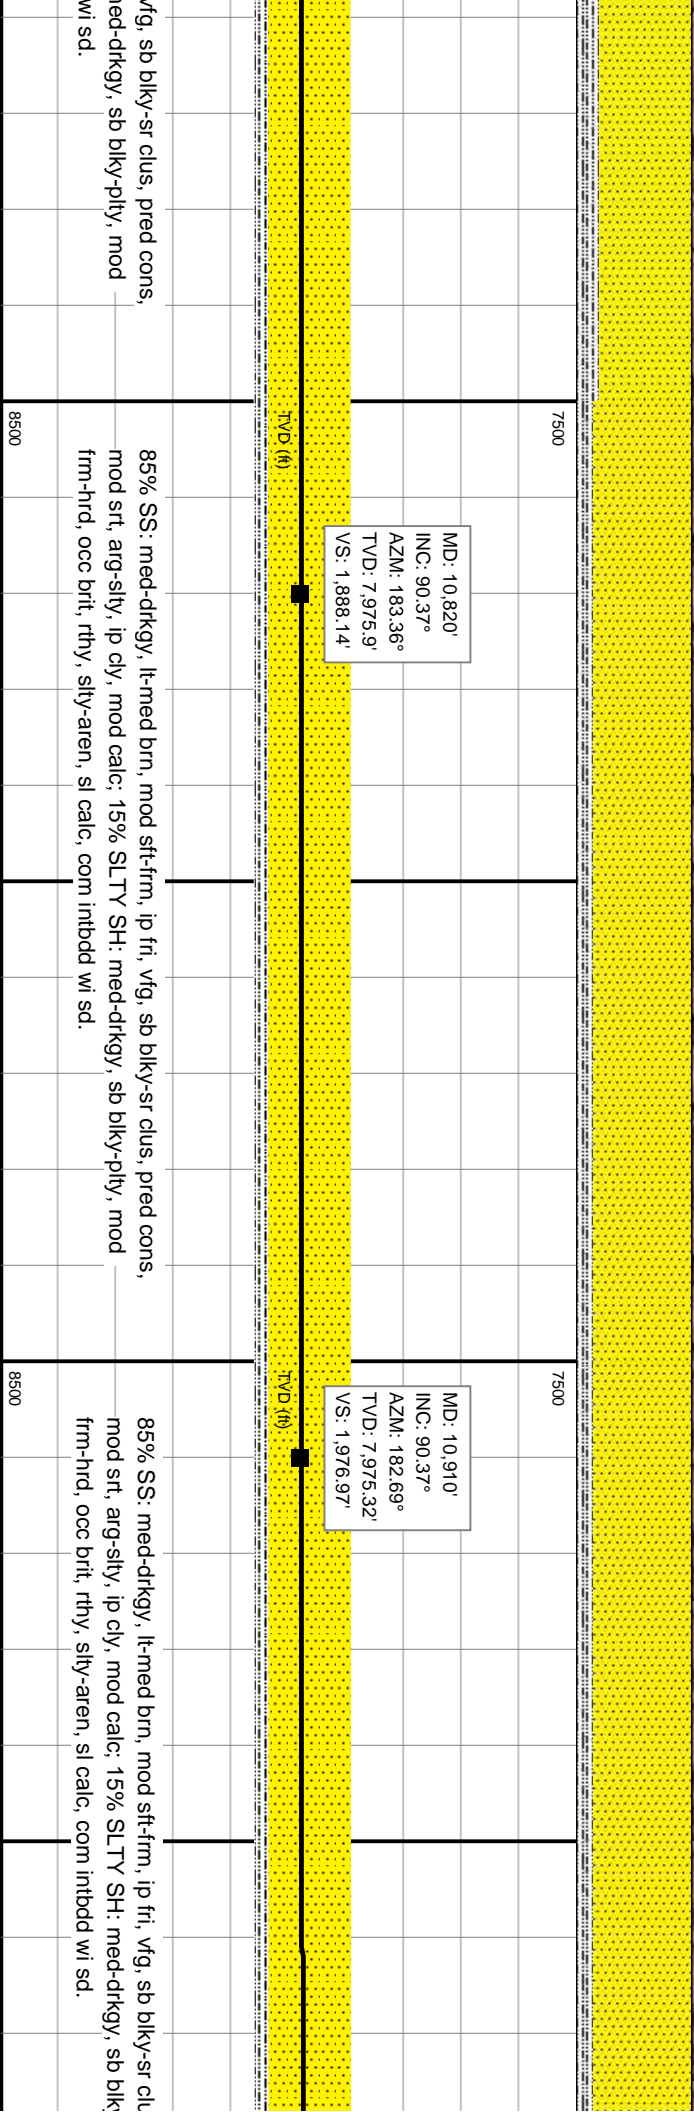 vfg, sb blky-sr clus, pred cons,
med-drkgy, sb blky-plty, mod
wi sd.
7500
TVD (ft)
8500
MD: 10,820'
INC: 90.37°
AZM: 183.36°
TVD: 7,975.9'
VS: 1,888.14'
85% SS: med-drkgy, lt-med brn, mod sft-frm, ip fri, vfg, sb blky-sr clus, pred cons,
mod srt, arg-slty, ip cly, mod calc; 15% SLTY SH: med-drkgy, sb blky-plty, mod
frm-hrd, occ brit, rthy, slty-aren, sl calc, com intbdd wi sd.
7500
TVD (ft)
8500
MD: 10,910'
INC: 90.37°
AZM: 182.69°
TVD: 7,975.32'
VS: 1,976.97'
85% SS: med-drkgy, lt-med brn, mod sft-frm, ip fri, vfg, sb blky-sr clu
mod srt, arg-slty, ip cly, mod calc; 15% SLTY SH: med-drkgy, sb blky
frm-hrd, occ brit, rthy, slty-aren, sl calc, com intbdd wi sd.